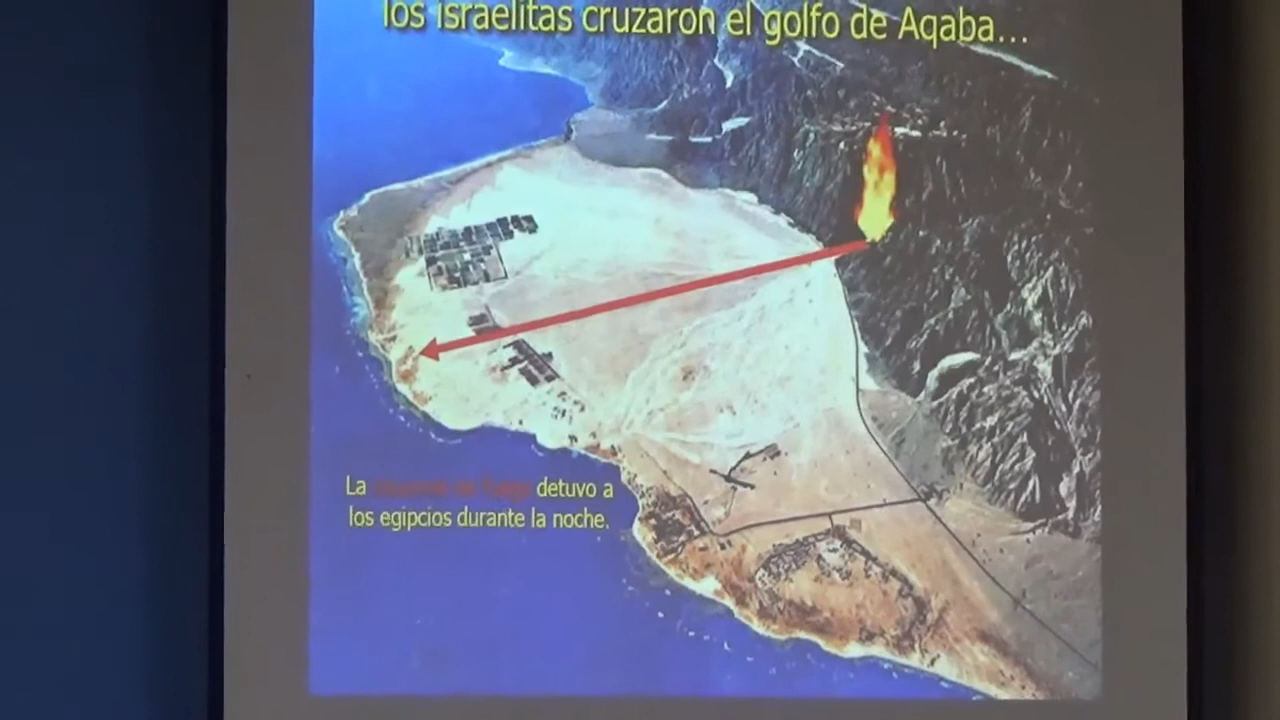 los israelitas cruzaron el golfo de Aqaba...
La detuvo a
los egipcios durante la noche.